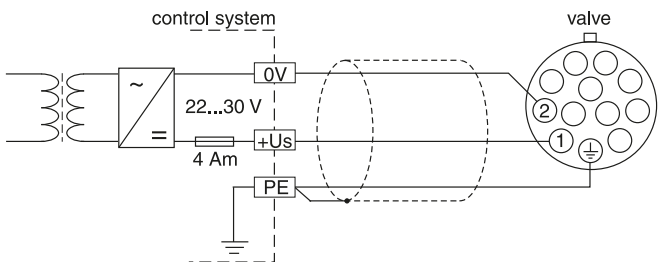 control system
valve
0V
~
22...30 V
2
=
+Us
1
4 Am
PE